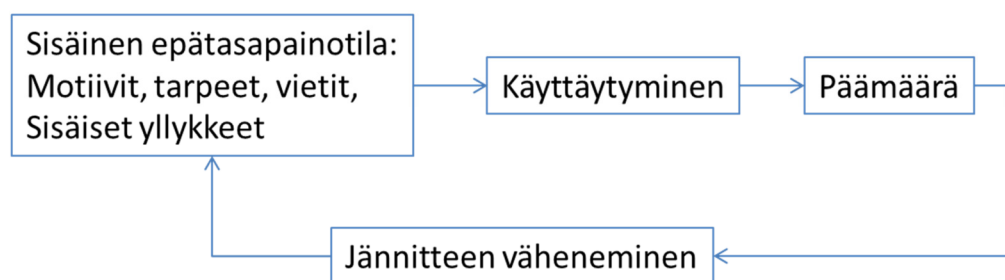 Sisäinen epätasapainotila:
Motiivit, tarpeet, vietit,
Sisäiset yllykkeet
Käyttäytyminen
Päämäärä
Jännitteen väheneminen